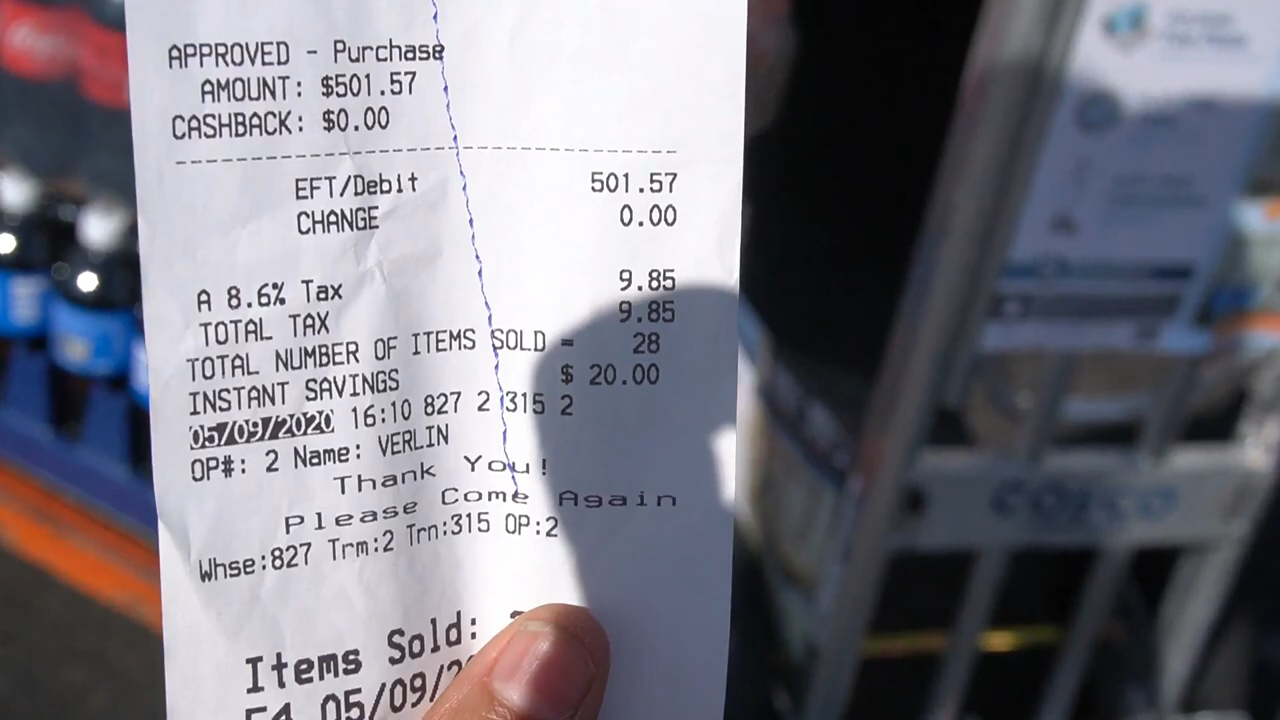 APPROVED - Purchase
AMOUNT: $501.57
CASHBACK: $0.00
EFT/Debit 501.57
CHANGE 0.00
A 8.6% Tax 9.85
TOTAL TAX 9.85
TOTAL NUMBER OF ITEMS SOLD = 28
INSTANT SAVINGS $ 20.00
05/09/2020 16:10 827 2 315 2
OP#: 2 Name: VERLIN
Thank You!
Please Come Again
Whse:827 Trm:2 Trn:315 OP:2
Items Sold: